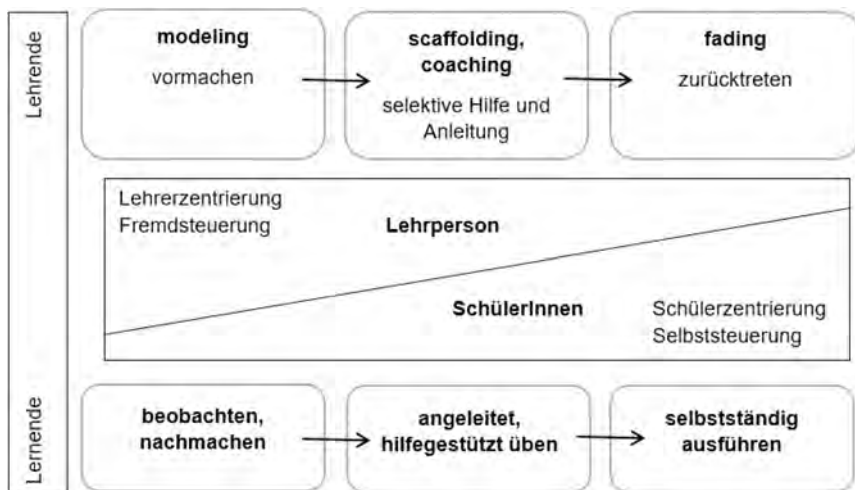 Lehrende
modeling
vormachen
scaffolding,
coaching
selektive Hilfe und
Anleitung
fading
zurücktreten
Lehrerzentrierung
Fremdsteuerung
Lehrperson
SchülerInnen
Schülerzentrierung
Selbststeuerung
Lernende
beobachten,
nachmachen
angeleitet,
hilfegestützt üben
selbstständig
ausführen